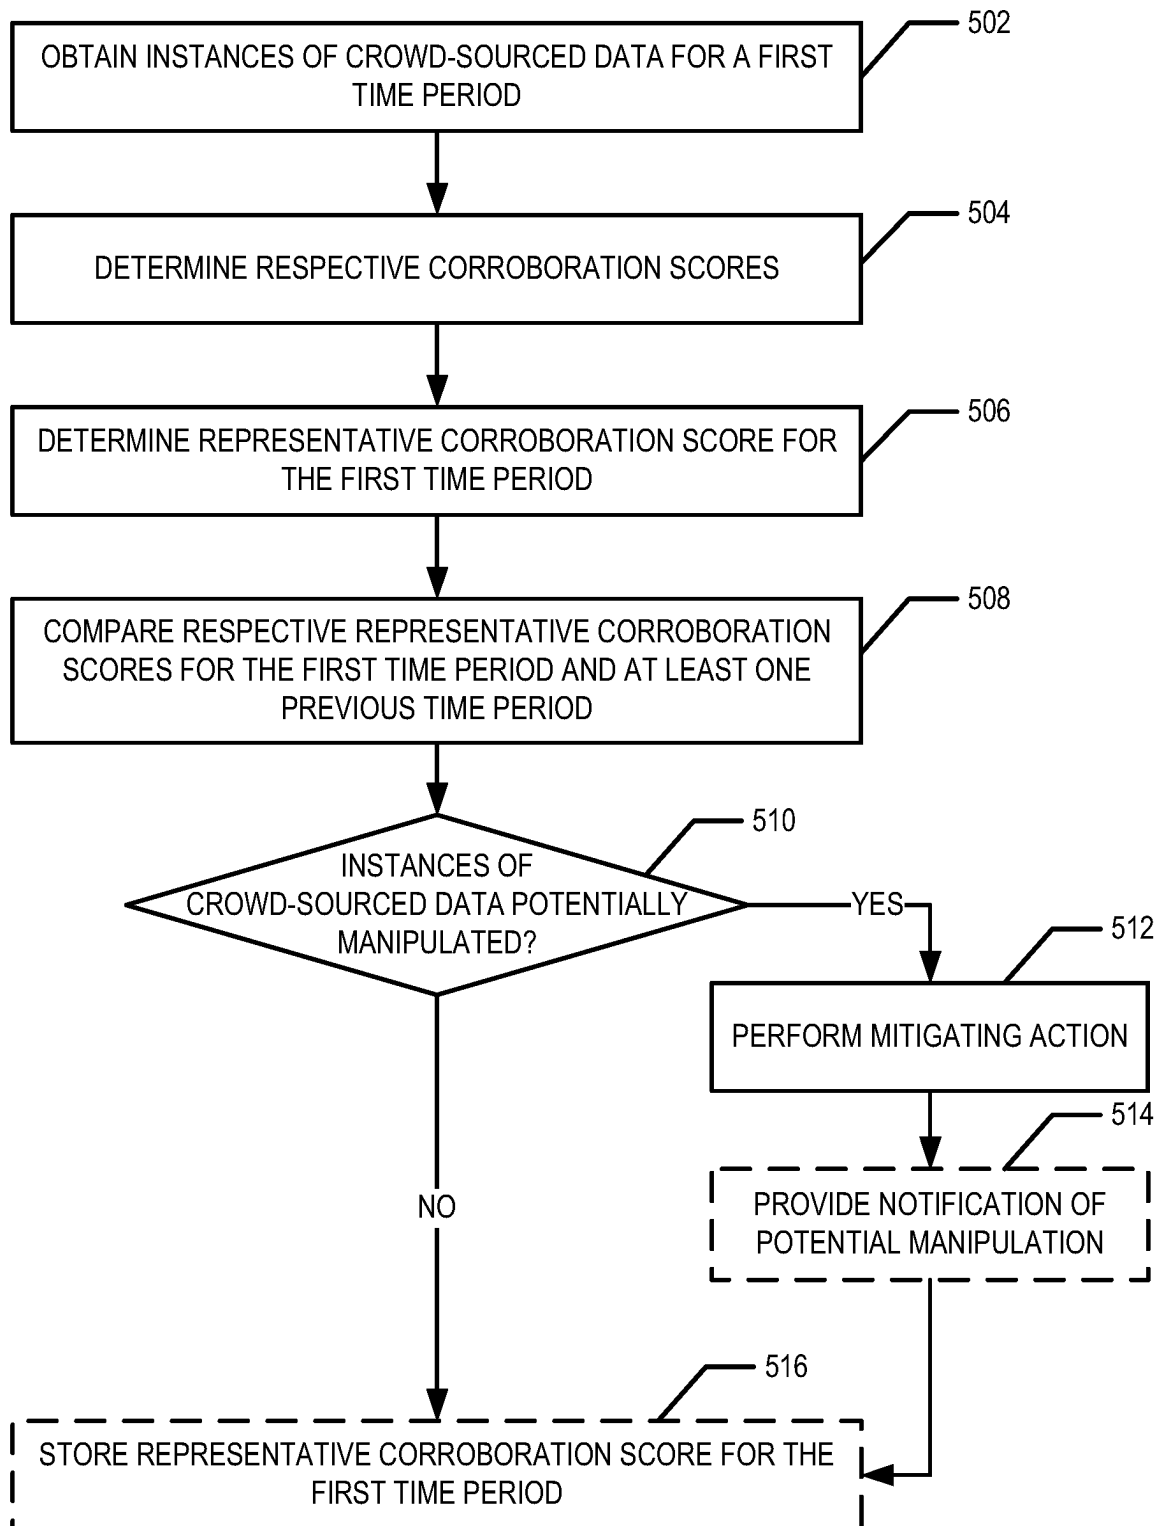 502
OBTAIN INSTANCES OF CROWD-SOURCED DATA FOR A FIRST
TIME PERIOD
504
DETERMINE RESPECTIVE CORROBORATION SCORES
506
DETERMINE REPRESENTATIVE CORROBORATION SCORE FOR
THE FIRST TIME PERIOD
508
COMPARE RESPECTIVE REPRESENTATIVE CORROBORATION
SCORES FOR THE FIRST TIME PERIOD AND AT LEAST ONE
PREVIOUS TIME PERIOD
510
INSTANCES OF
CROWD-SOURCED DATA POTENTIALLY
MANIPULATED?
YES
512
PERFORM MITIGATING ACTION
514
PROVIDE NOTIFICATION OF
POTENTIAL MANIPULATION
NO
516
STORE REPRESENTATIVE CORROBORATION SCORE FOR THE
FIRST TIME PERIOD